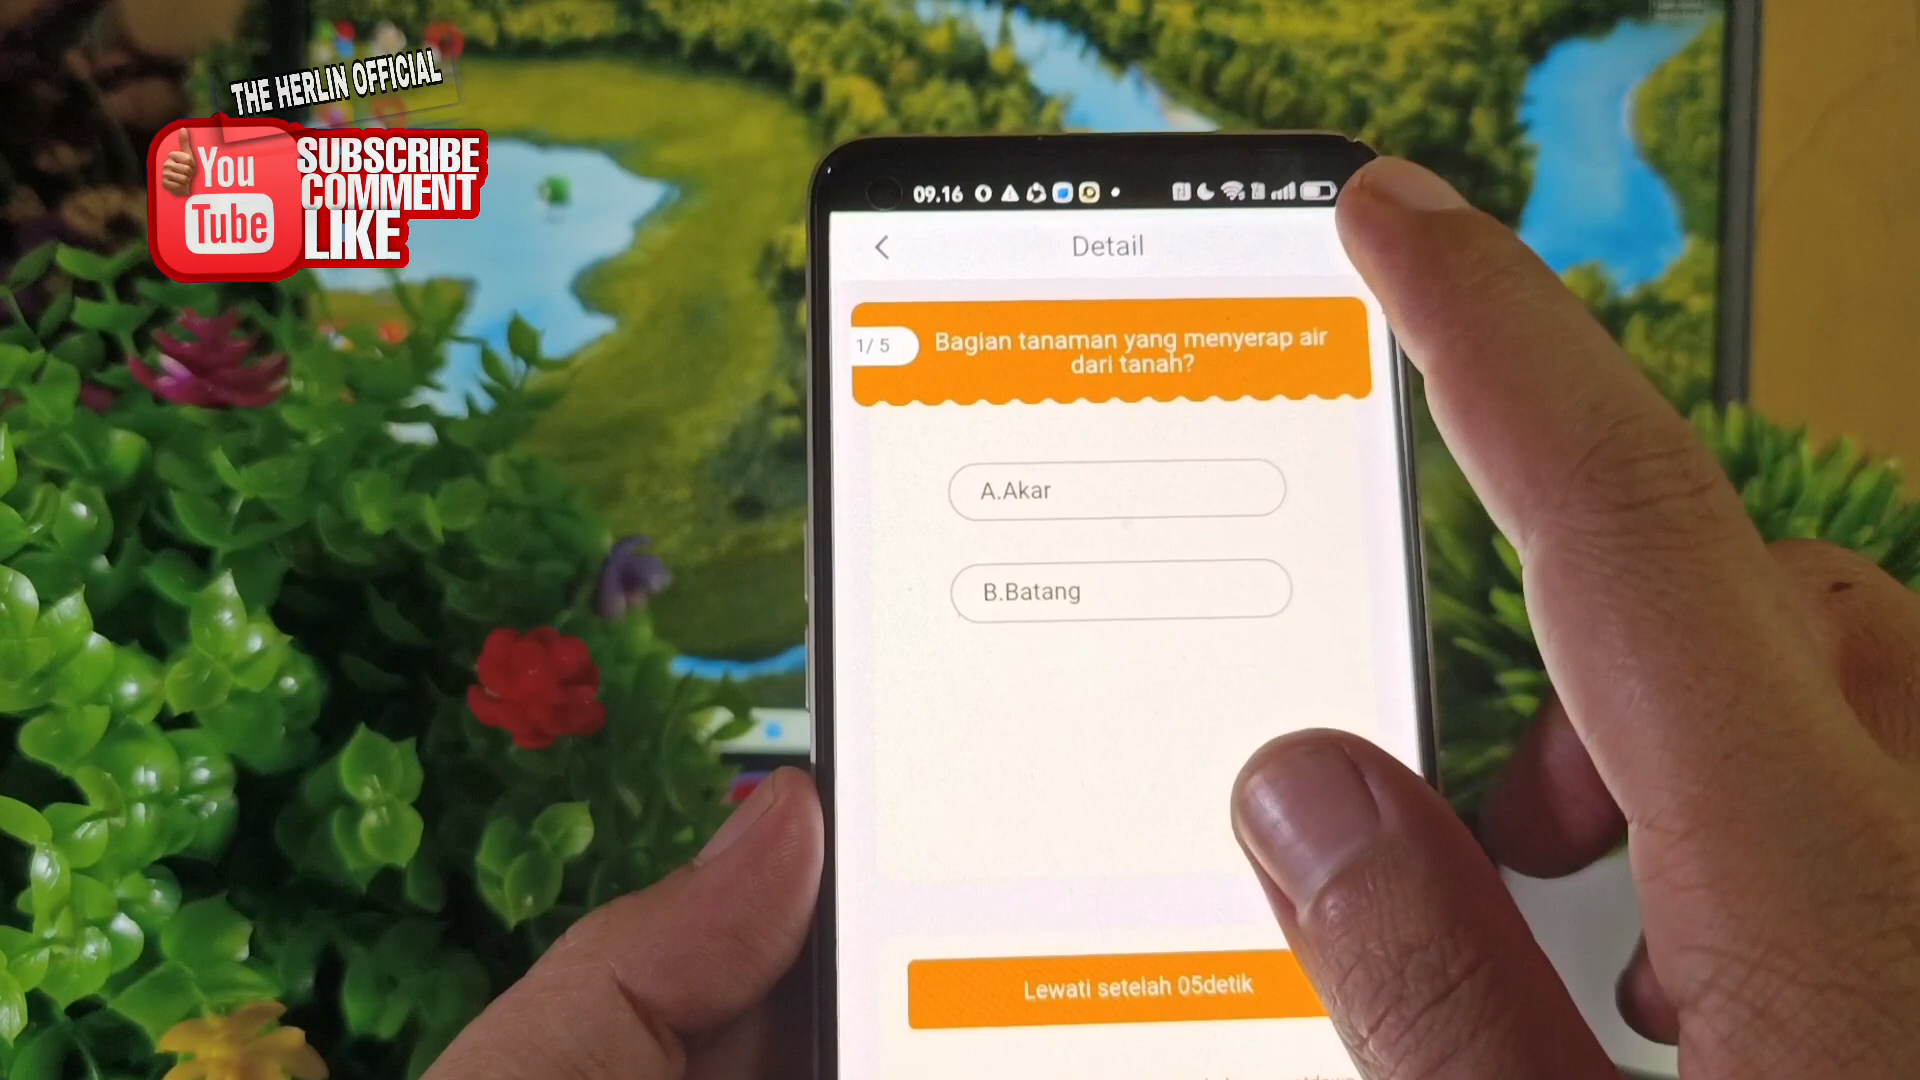 THE HERLIN OFFICIAL
You
Tube
SUBSCRIBE
COMMENT
LIKE
09.16
Detail
1/ 5
Bagian tanaman yang menyerap air
dari tanah?
A.Akar
B.Batang
Lewati setelah 05detik